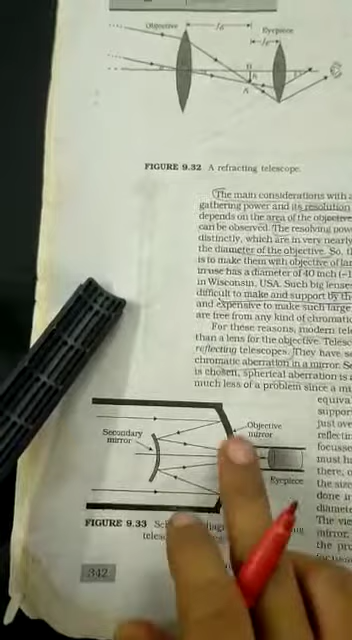 Objective
Eyepiece
FIGURE 9.32 A refracting telescope.
The main considerations with a
gathering power and its resolution
depends on the area of the objective
can be observed. The resolving pow
distinctly, which are in very nearly
the diameter of the objective. So, t
is to make them with objective of lar
in use has a diameter of 40 inch (~1
in Wisconsin, USA. Such big lenses
difficult to make and support by th
and expensive to make such large
are free from any kind of chromatic
For these reasons, modern tele
than a lens for the objective. Telesc
reflecting telescopes. They have s
chromatic aberration in a mirror. Se
is chosen, spherical aberration is a
much less of a problem since a mi
equiva
suppor
just ove
reflectin
focusse
must h
there, o
the size
done in
diamete
The vie
mirror,
the pro
Secondary
mirror
Objective
mirror
Eyepiece
FIGURE 9.33
342